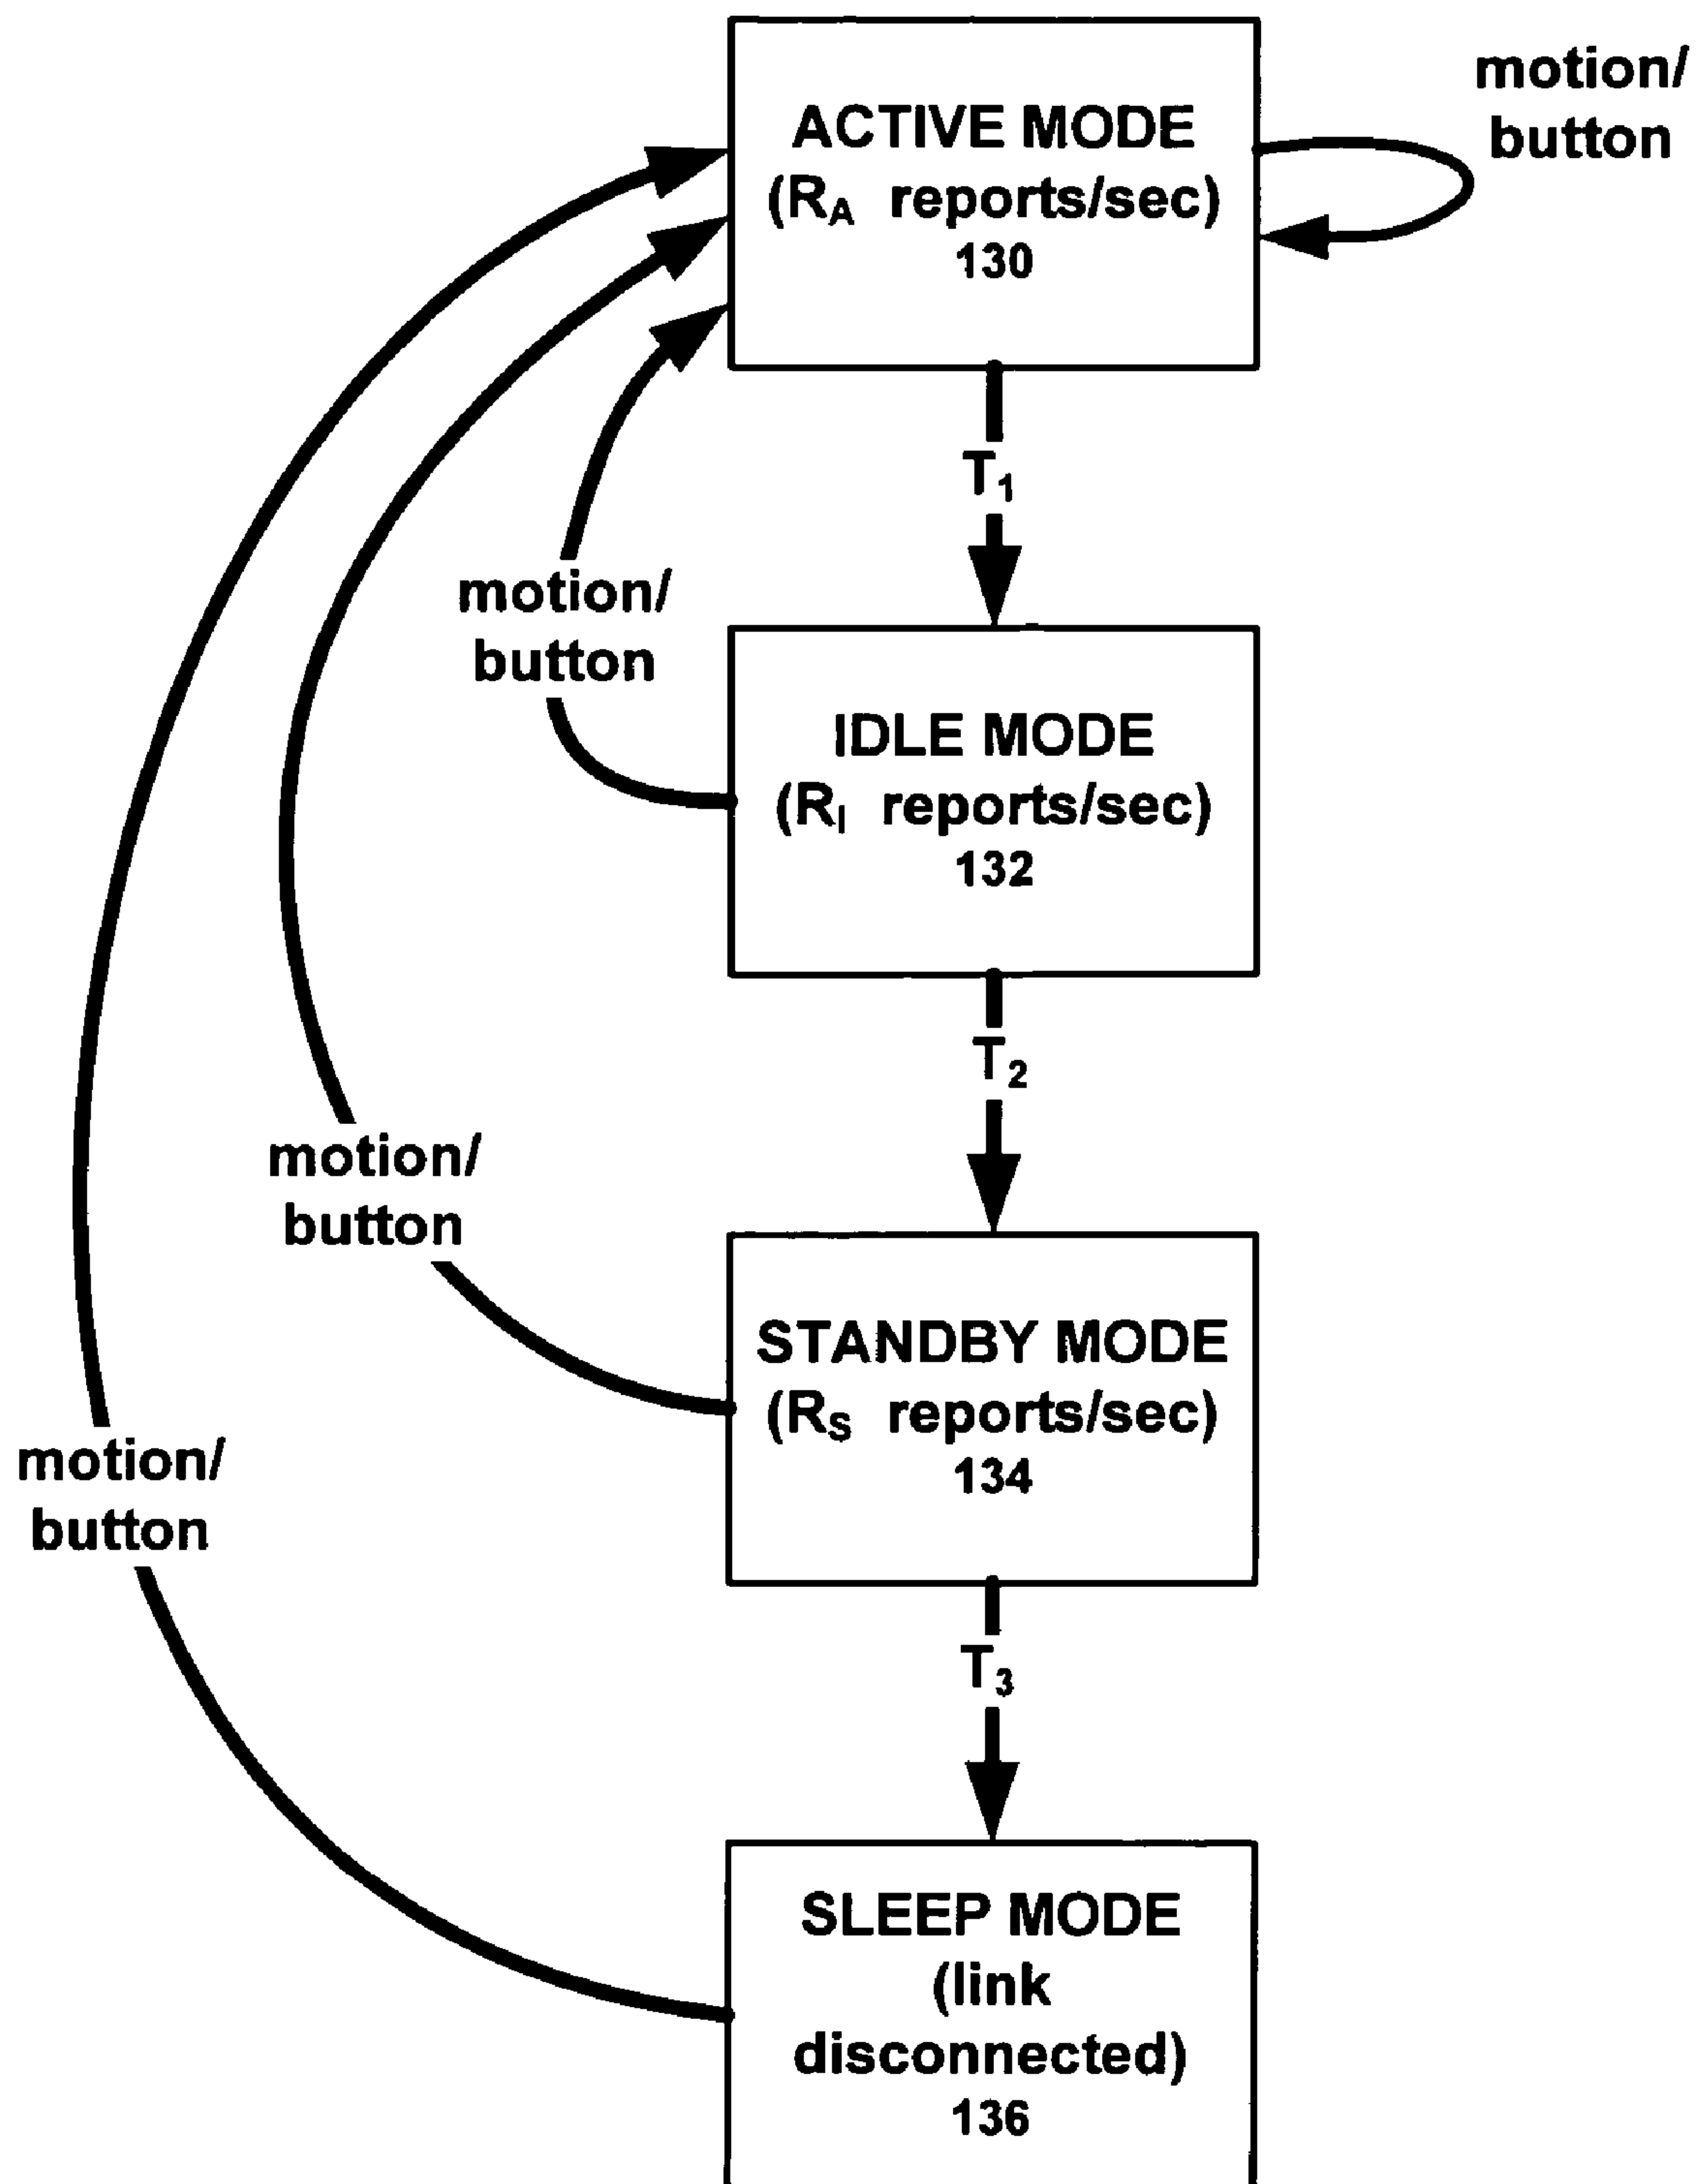 motion/
button
ACTIVE MODE
(RA reports/sec)
130
T1
motion/
button
IDLE MODE
(RI reports/sec)
132
T2
motion/
button
STANDBY MODE
(RS reports/sec)
134
motion/
button
T3
SLEEP MODE
(link
disconnected)
136